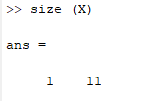 >> size (X)
ans =
1 11